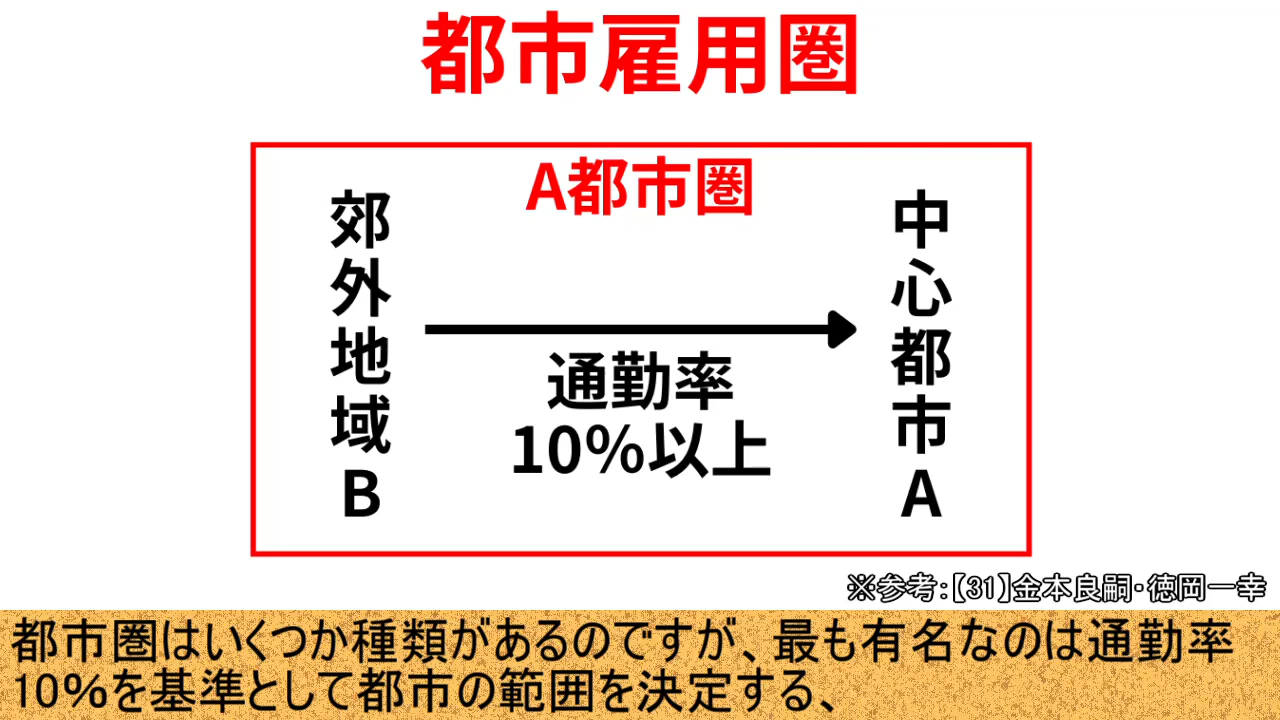 都市雇用圏
A都市圏
郊外地域B
通勤率
10%以上
中心都市A
※参考：【31】金本良嗣・徳岡一幸
都市圏はいくつか種類があるのですが、最も有名なのは通勤率
10%を基準として都市の範囲を決定する、